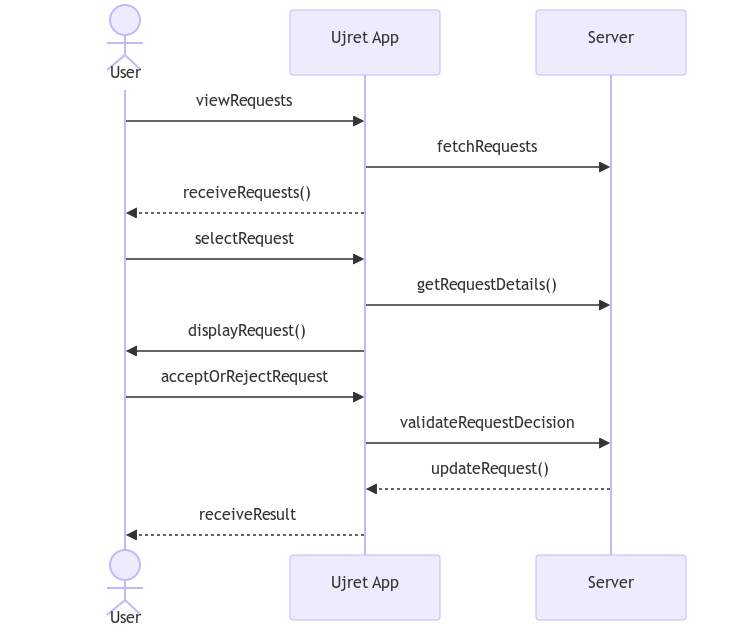 User
Ujret App
Server
viewRequests
fetchRequests
receiveRequests()
selectRequest
getRequestDetails()
displayRequest()
acceptOrRejectRequest
validateRequestDecision
updateRequest()
receiveResult
User
Ujret App
Server